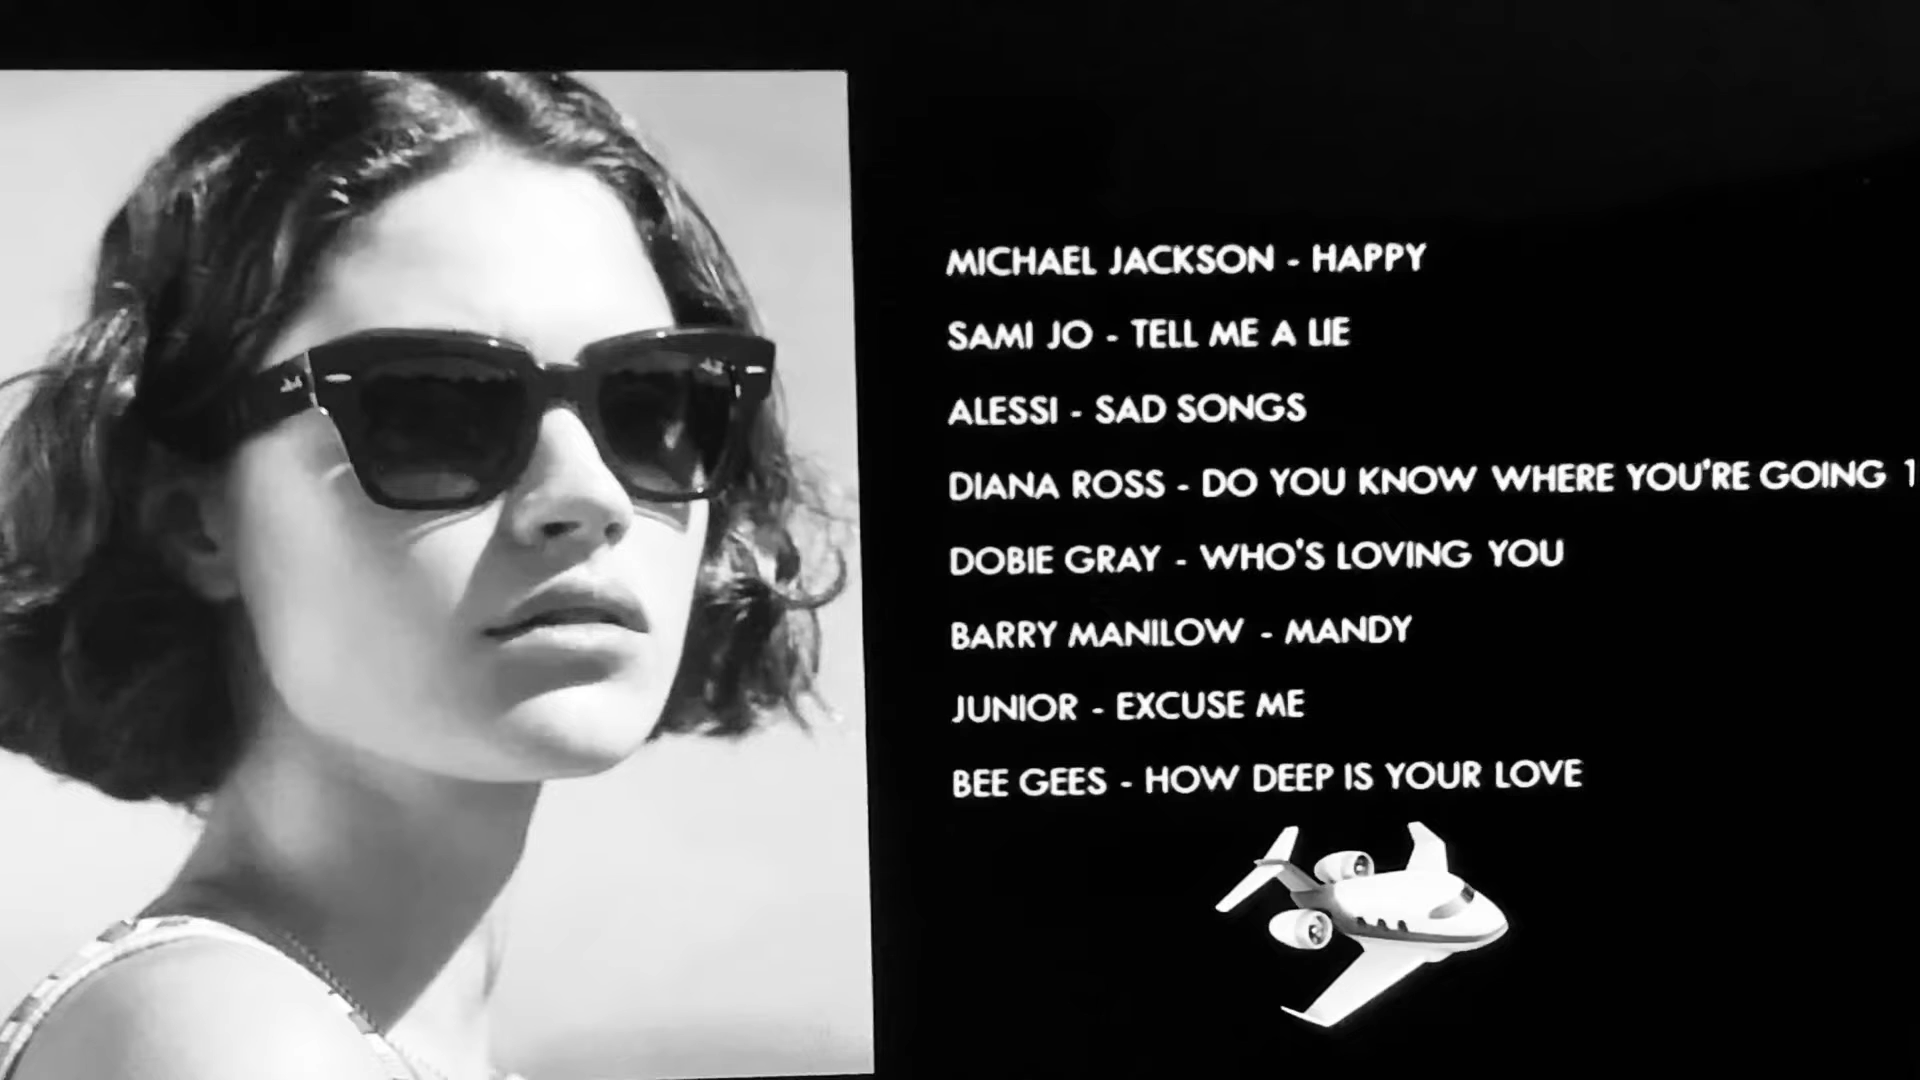 MICHAEL JACKSON - HAPPY
SAMI JO - TELL ME A LIE
ALESSI - SAD SONGS
DIANA ROSS - DO YOU KNOW WHERE YOU'RE GOING
DOBIE GRAY - WHO'S LOVING YOU
BARRY MANILOW - MANDY
JUNIOR - EXCUSE ME
BEE GEES - HOW DEEP IS YOUR LOVE